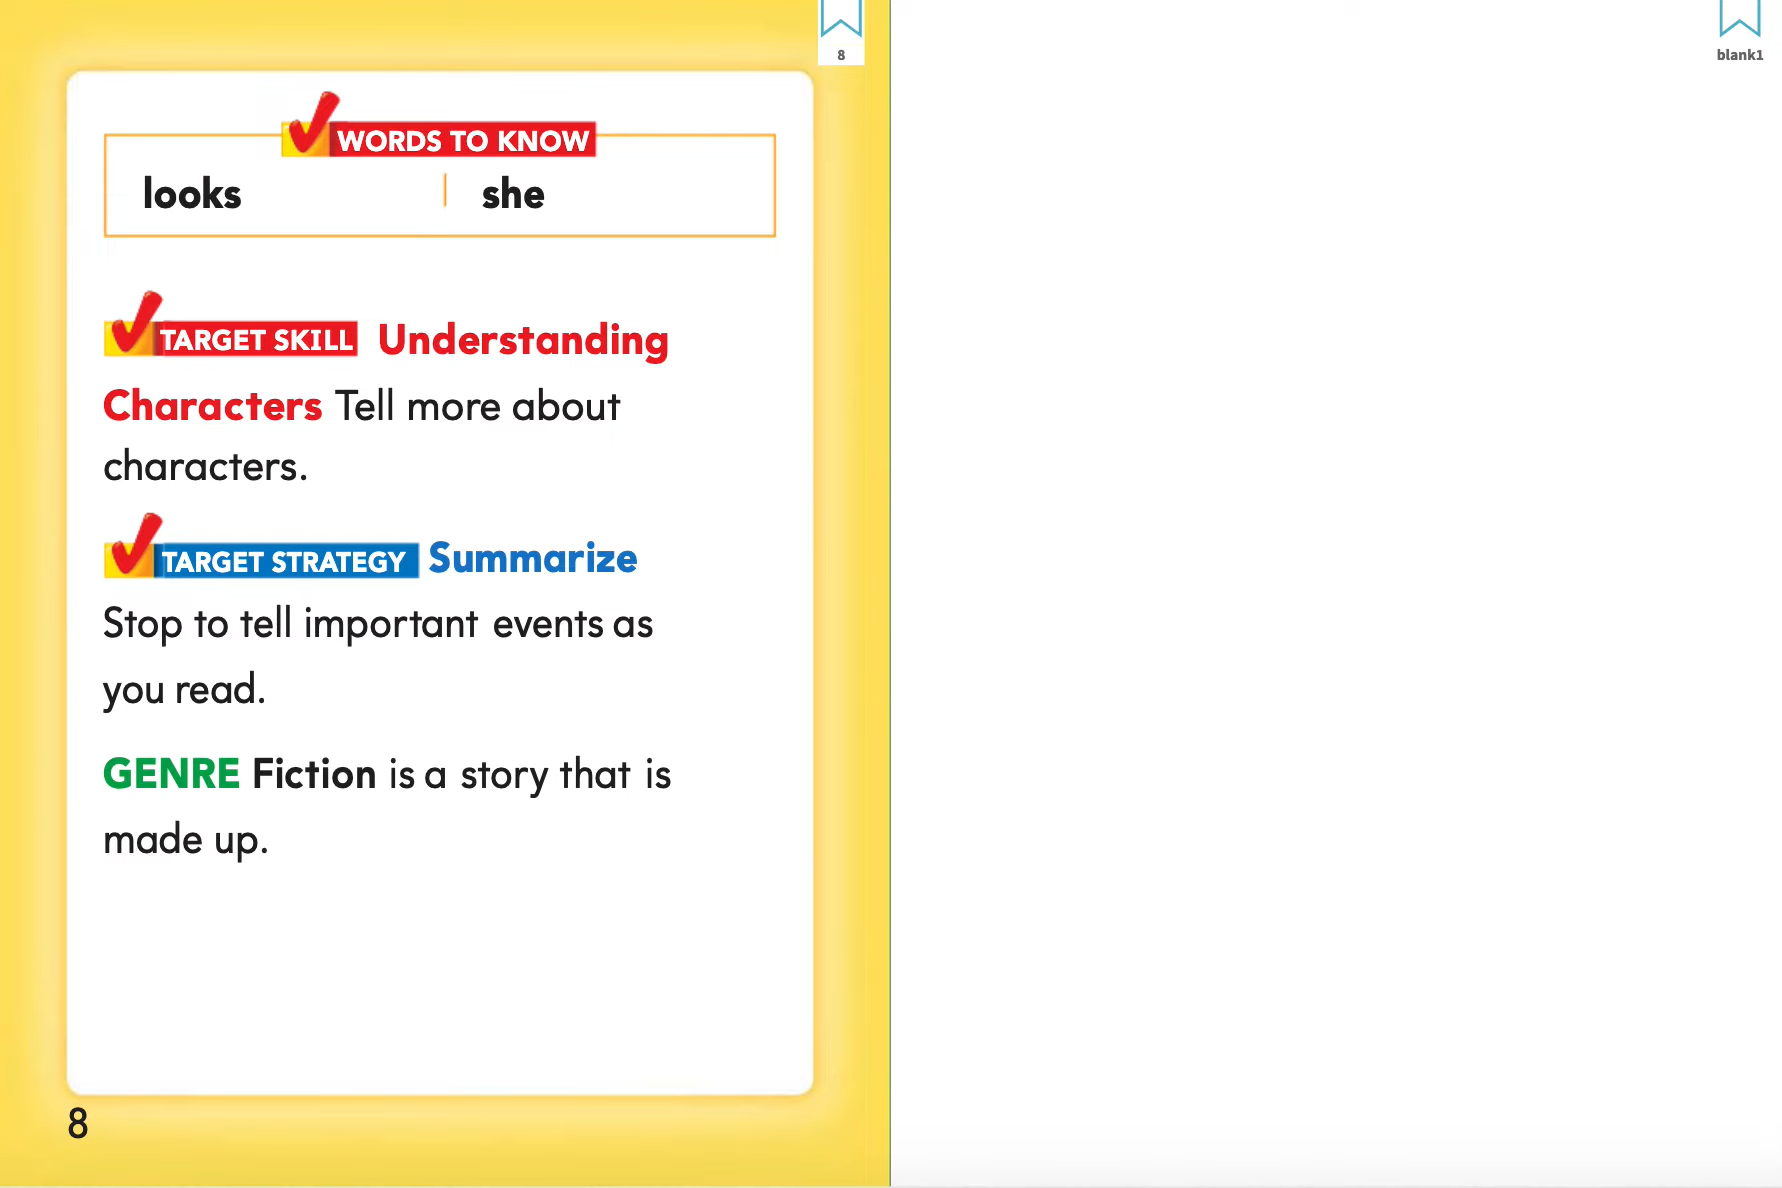 8
blank1
WORDS TO KNOW
looks she
TARGET SKILL Understanding
Characters Tell more about
characters.
TARGET STRATEGY Summarize
Stop to tell important events as
you read.
GENRE Fiction is a story that is
made up.
8